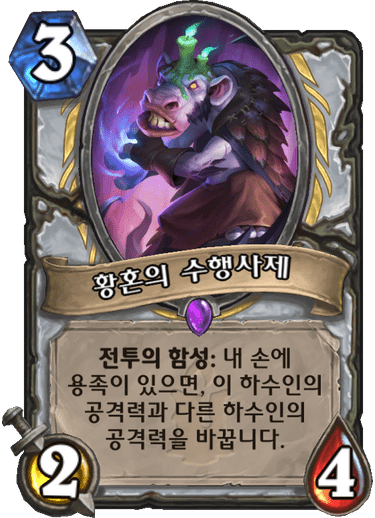 3
황혼의 수행사제
전투의 함성: 내 손에
용족이 있으면, 이 하수인의
공격력과 다른 하수인의
공격력을 바꿉니다.
2
4